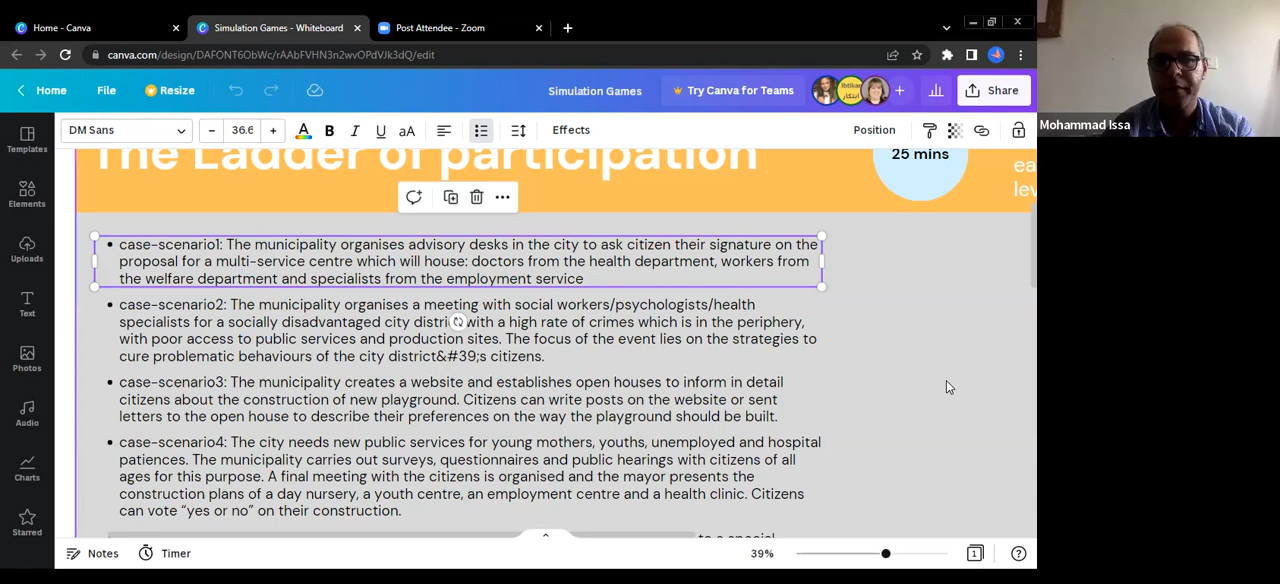 Home - Canva
Simulation Games - Whiteboard
Post Attendee - Zoom
canva.com/design/DAFONT6ObWc/rAAbFVHN3n2wvOPdVJk3dQ/edit
Home
File
Resize
Simulation Games
Try Canva for Teams
Share
DM Sans
36.6
A
B
I
U
aA
Effects
Position
Mohammad Issa
Templates
Elements
Uploads
Text
Photos
Audio
Charts
Starred
The Ladder of participation
25 mins
case-scenario1: The municipality organises advisory desks in the city to ask citizen their signature on the
proposal for a multi-service centre which will house: doctors from the health department, workers from
the welfare department and specialists from the employment service
case-scenario2: The municipality organises a meeting with social workers/psychologists/health
specialists for a socially disadvantaged city distri with a high rate of crimes which is in the periphery,
with poor access to public services and production sites. The focus of the event lies on the strategies to
cure problematic behaviours of the city district&#39;s citizens.
case-scenario3: The municipality creates a website and establishes open houses to inform in detail
citizens about the construction of new playground. Citizens can write posts on the website or sent
letters to the open house to describe their preferences on the way the playground should be built.
case-scenario4: The city needs new public services for young mothers, youths, unemployed and hospital
patiences. The municipality carries out surveys, questionnaires and public hearings with citizens of all
ages for this purpose. A final meeting with the citizens is organised and the mayor presents the
construction plans of a day nursery, a youth centre, an employment centre and a health clinic. Citizens
can vote “yes or no” on their construction.
to a special
Notes
Timer
39%
1